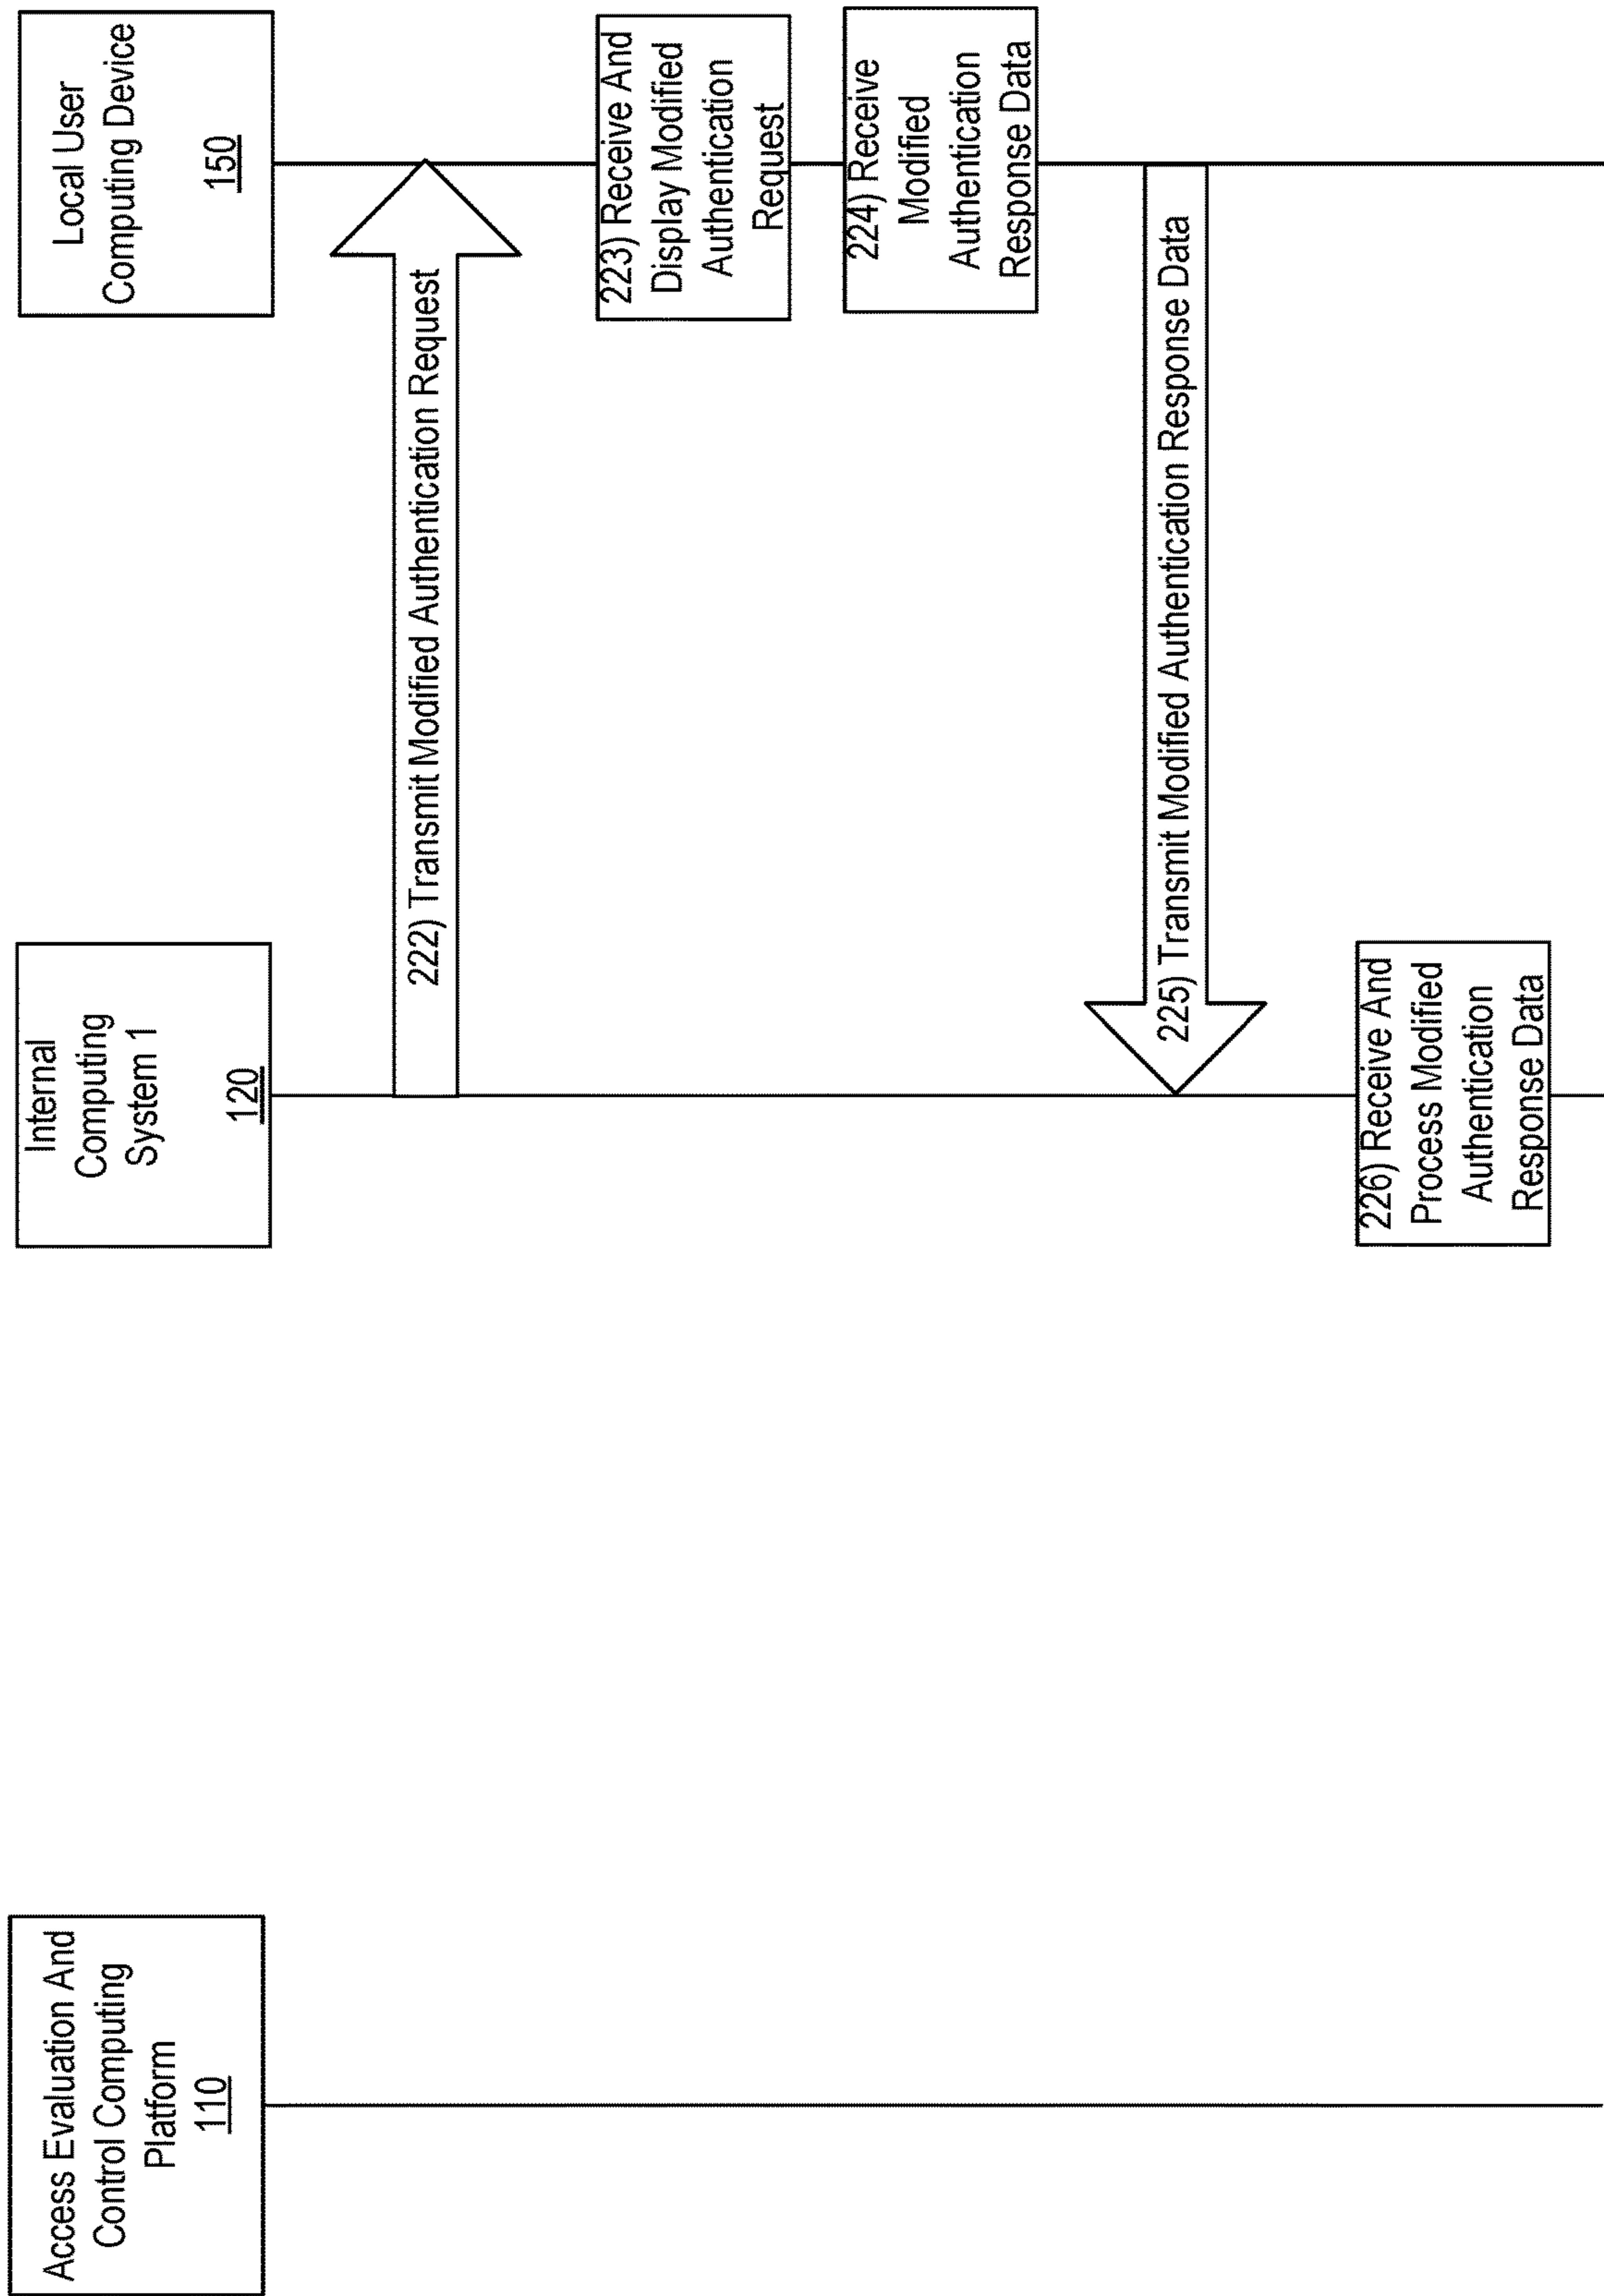 Access Evaluation And
Control Computing
Platform
110
Internal
Computing
System 1
120
Local User
Computing Device
150
222) Transmit Modified Authentication Request
223) Receive And
Display Modified
Authentication
Request
224) Receive
Modified
Authentication
Response Data
225) Transmit Modified Authentication Response Data
226) Receive And
Process Modified
Authentication
Response Data